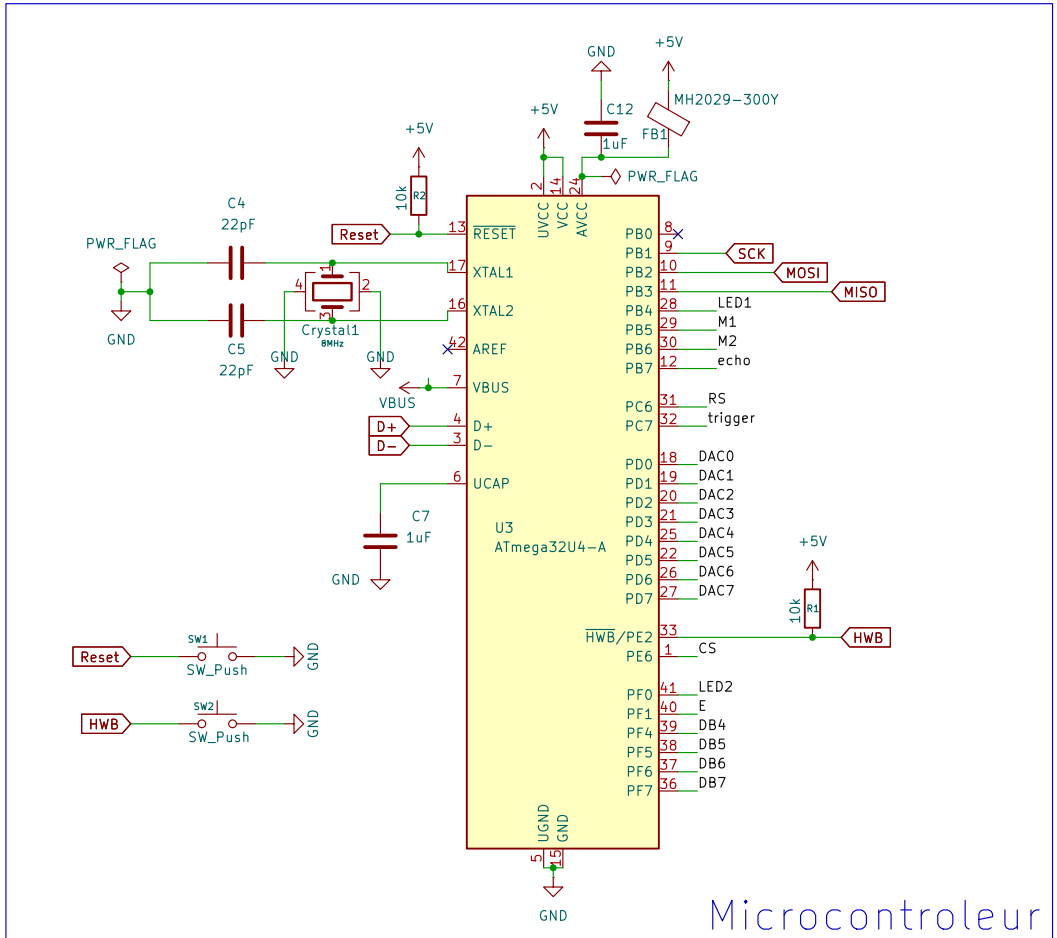 GND
+5V
MH2029-300Y
C12
FB1
1uF
+5V
+5V
PWR_FLAG
10k
R2
2
14
24
UVCC
VCC
AVCC
C4
22pF
Reset
13
RESET
PWR_FLAG
1
17
XTAL1
4
2
16
XTAL2
3
Crystal1
8MHz
GND
C5
22pF
GND
GND
42
AREF
7
VBUS
VBUS
D+
4
D+
D-
3
D-
6
UCAP
C7
1uF
GND
U3
ATmega32U4-A
PB0
8
PB1
9
SCK
PB2
10
MOSI
PB3
11
MISO
PB4
28
LED1
PB5
29
M1
PB6
30
M2
PB7
12
echo
PC6
31
RS
PC7
32
trigger
PD0
18
DAC0
PD1
19
DAC1
PD2
20
DAC2
PD3
21
DAC3
PD4
25
DAC4
PD5
22
DAC5
PD6
26
DAC6
PD7
27
DAC7
+5V
10k
R1
HWB/PE2
33
HWB
PE6
1
CS
PF0
41
LED2
PF1
40
E
PF4
39
DB4
PF5
38
DB5
PF6
37
DB6
PF7
36
DB7
Reset
SW1
SW_Push
GND
HWB
SW2
SW_Push
GND
UGND
GND
5
15
GND
Microcontroleur